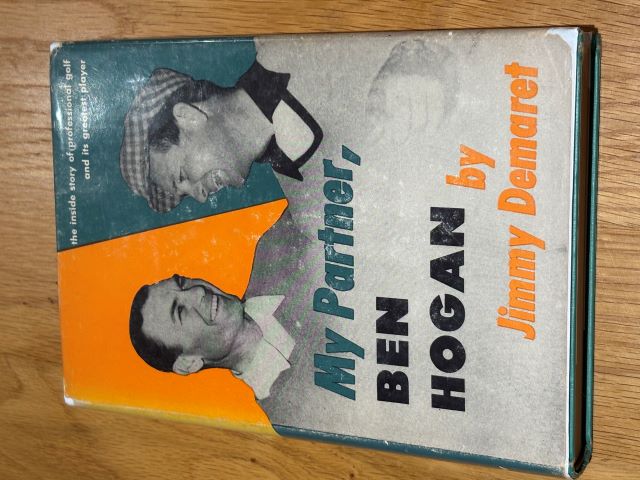 the inside story of professional golf
and its greatest player
My Partner,
BEN
HOGAN
by
Jimmy Demaret